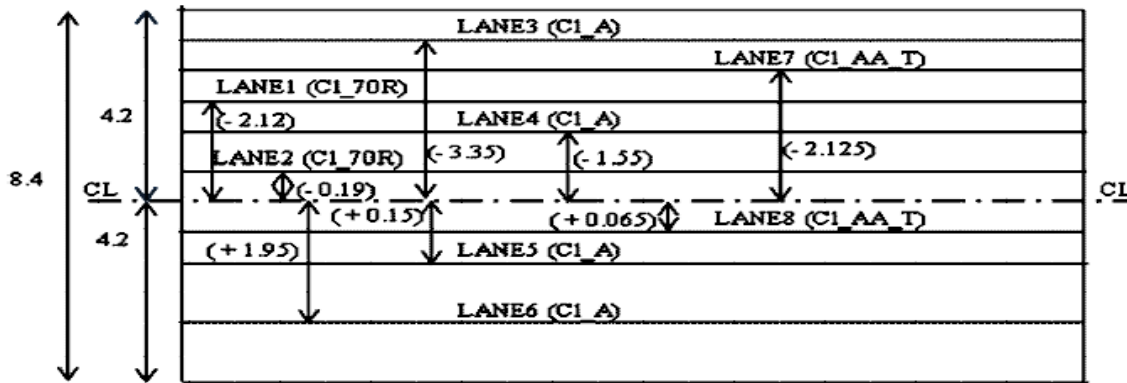 LANE3 (C1_A)
LANE7 (C1_AA_T)
LANE1 (C1_70R)
4.2
(- 2.12)
LANE4 (C1_A)
(- 3.35)
(- 1.55)
(- 2.125)
LANE2 (C1_70R)
8.4
CL
(- 0.19)
CL
(+ 0.15)
(+ 0.065)
LANE8 (C1_AA_T)
4.2
(+ 1.95)
LANE5 (C1_A)
LANE6 (C1_A)